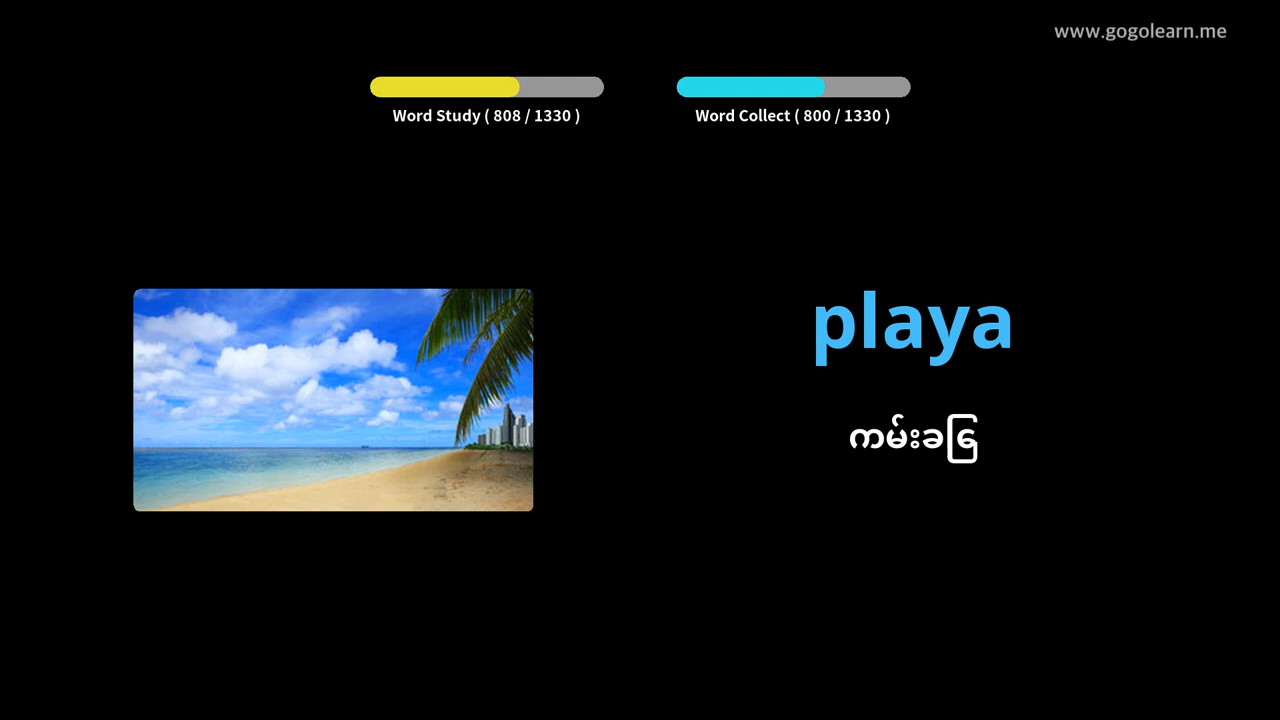 www.gogolearn.me
Word Study ( 808 / 1330 )
Word Collect ( 800 / 1330 )
playa
ကမ်းခြေ